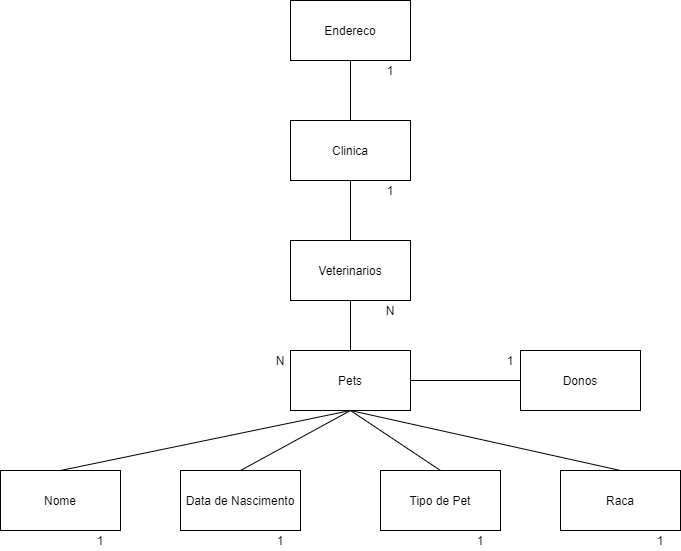 Endereco
1
Clinica
1
Veterinarios
N
N
Pets
1
Donos
Nome
1
Data de Nascimento
1
Tipo de Pet
1
Raca
1